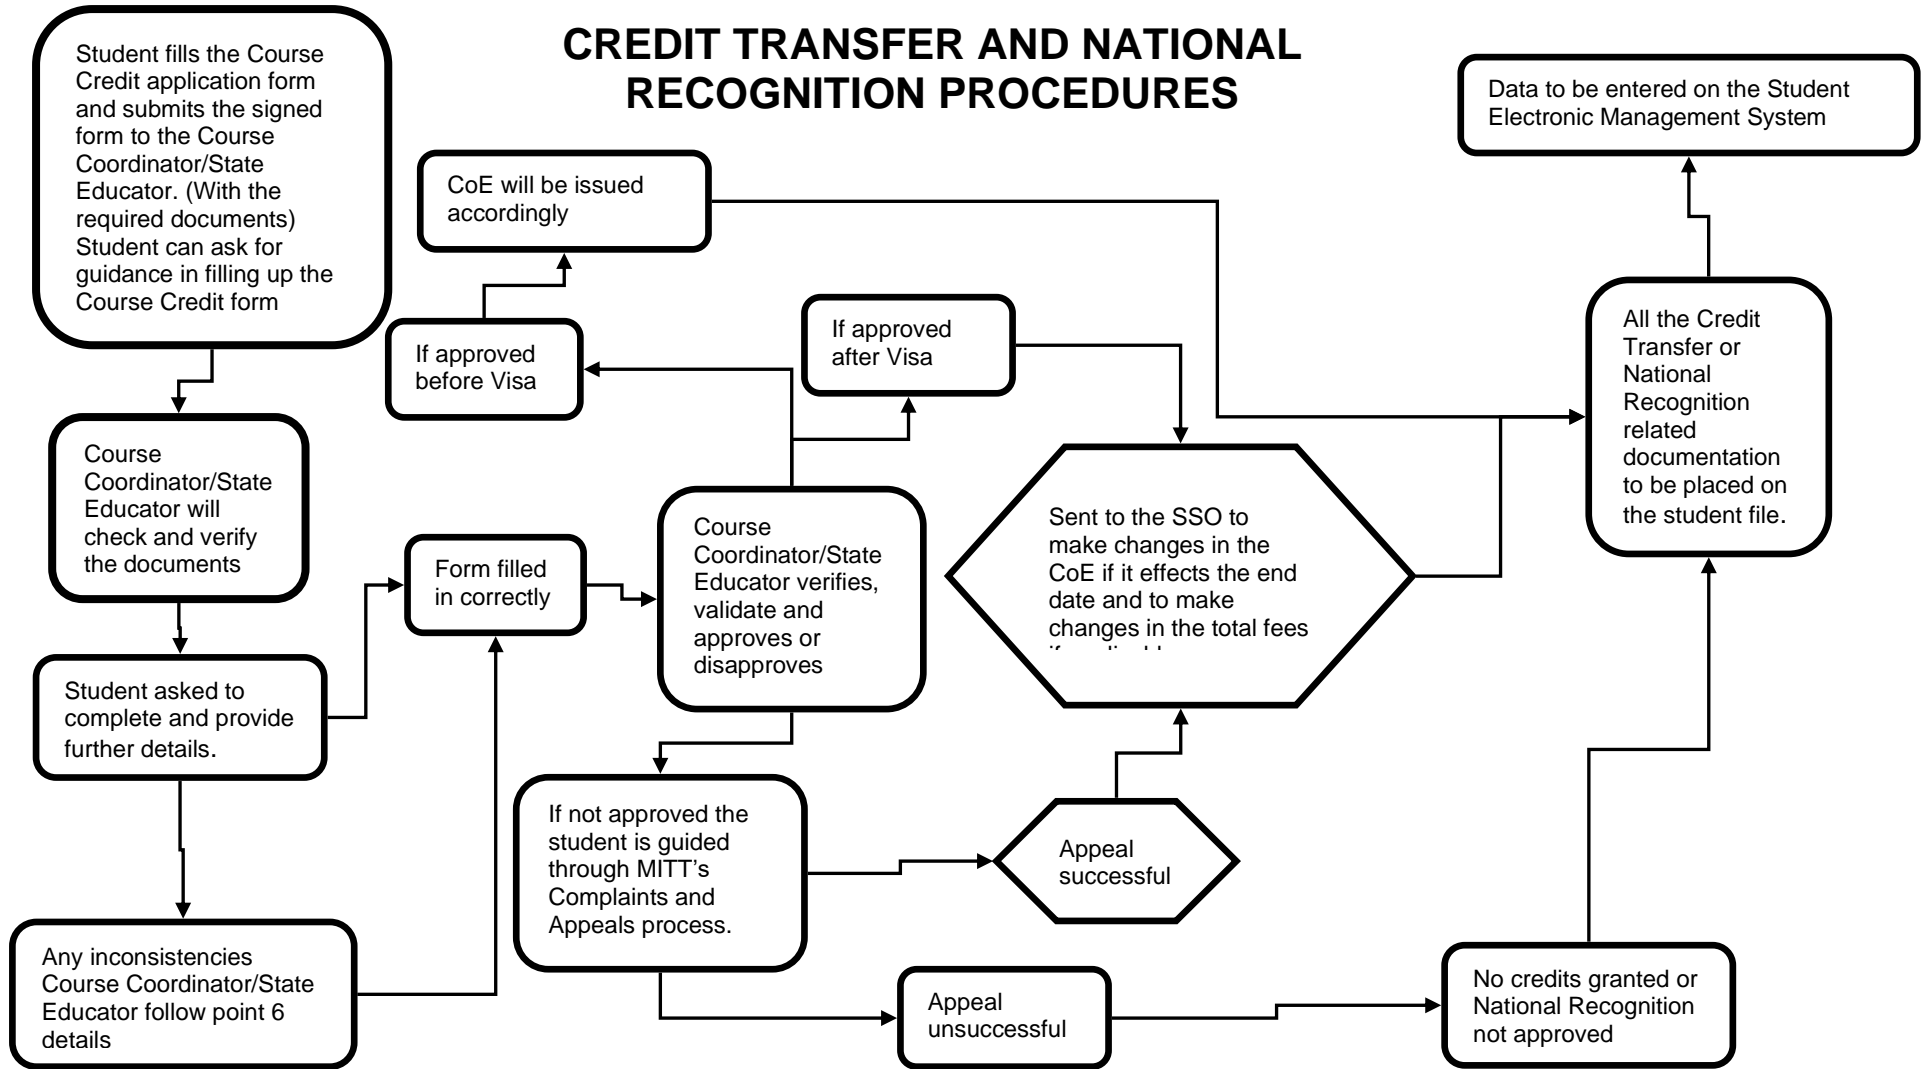 CREDIT TRANSFER AND NATIONAL
RECOGNITION PROCEDURES
Student fills the Course
Credit application form
and submits the signed
form to the Course
Coordinator/State
Educator. (With the
required documents)
Student can ask for
guidance in filling up the
Course Credit form
Data to be entered on the Student
Electronic Management System
CoE will be issued
accordingly
If approved
before Visa
If approved
after Visa
All the Credit
Transfer or
National
Recognition
related
documentation
to be placed on
the student file.
Course
Coordinator/State
Educator will
check and verify
the documents
Form filled
in correctly
Course
Coordinator/State
Educator verifies,
validate and
approves or
disapproves
Sent to the SSO to
make changes in the
CoE if it effects the end
date and to make
changes in the total fees
Student asked to
complete and provide
further details.
If not approved the
student is guided
through MITT's
Complaints and
Appeals process.
Appeal
successful
Any inconsistencies
Course Coordinator/State
Educator follow point 6
details
Appeal
unsuccessful
No credits granted or
National Recognition
not approved